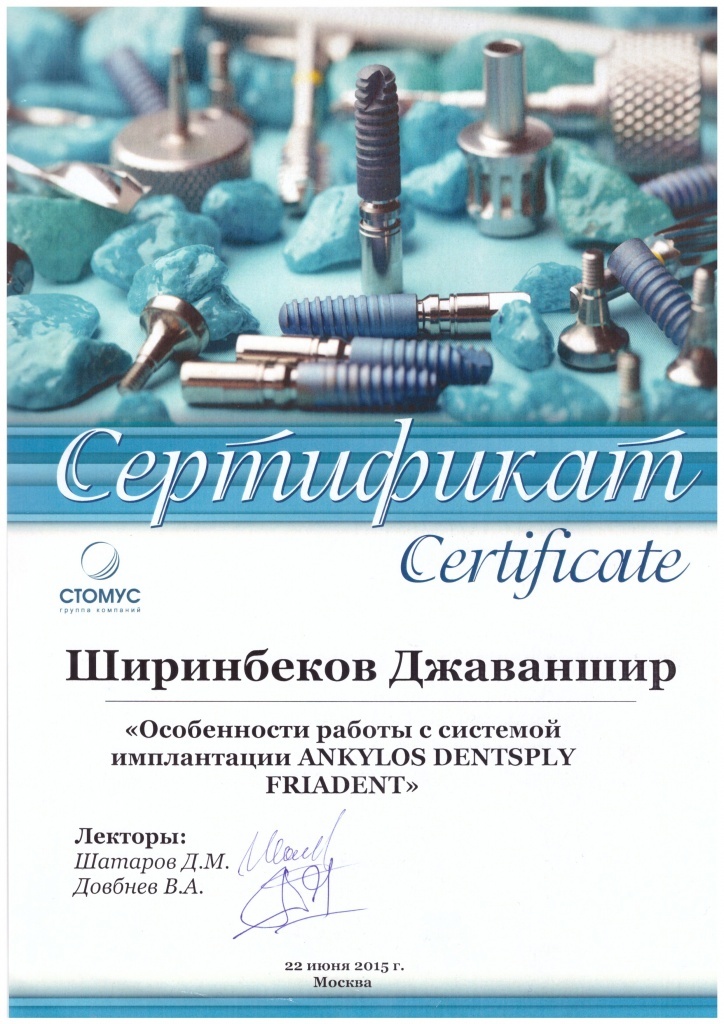 Сертификат
Certificate
СТОМУС
группа компаний
Ширинбеков Джаваншир
«Особенности работы с системой
имплантации ANKYLOS DENTSPLY
FRIADENT»
Лекторы:
Шатаров Д.М.
Довбнев В.А.
22 июня 2015 г.
Москва